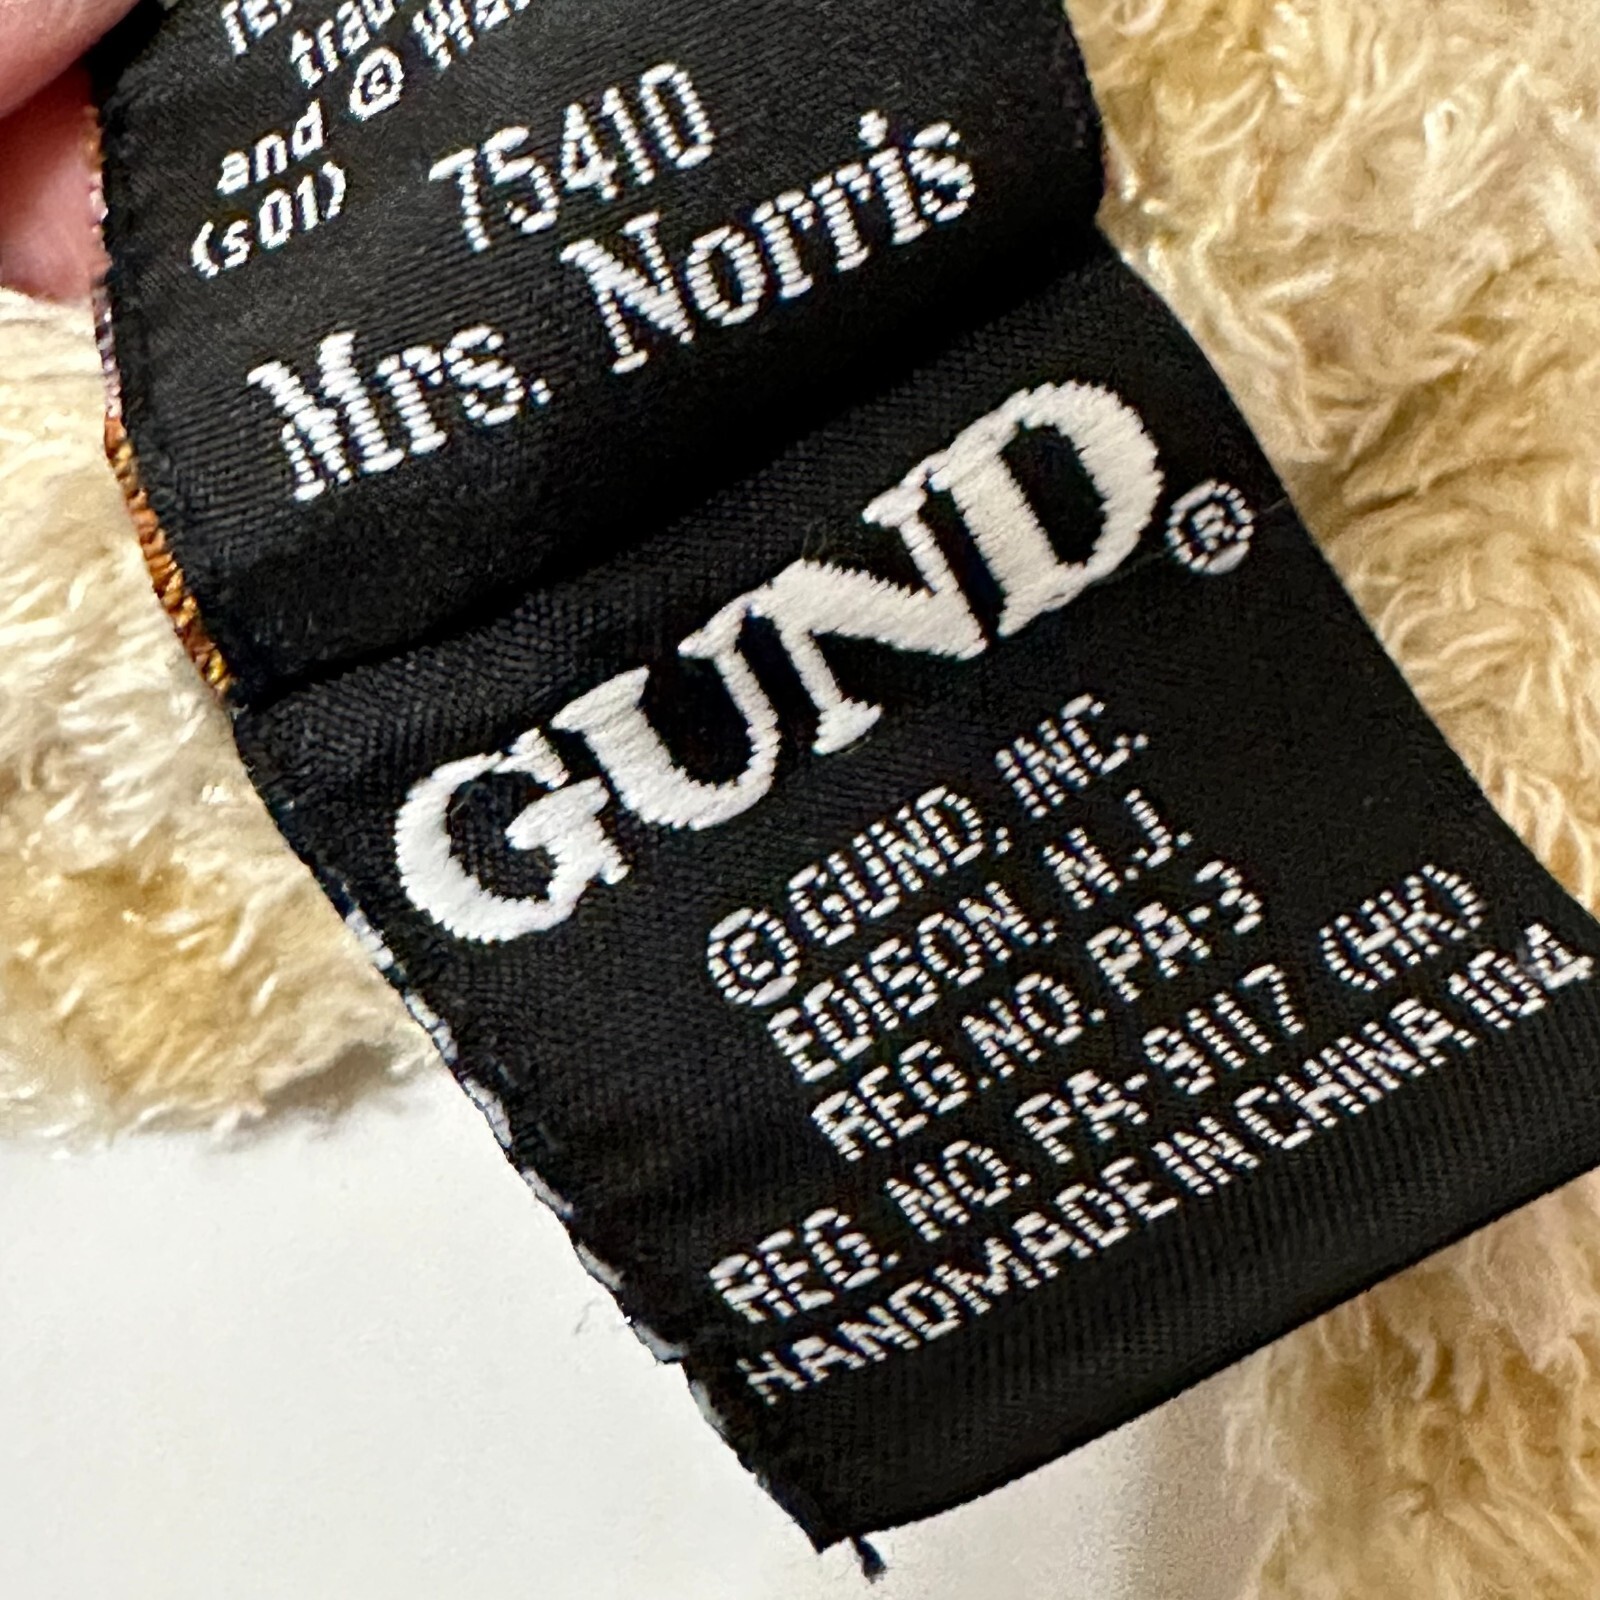 and ©
(s01)
75410
Mrs. Norris
GUND®
©GUND, INC.
EDISON, N.J.
REG.NO. PA-3
REG. NO. PA-9117 (HK)
HANDMADE IN CHINA 104